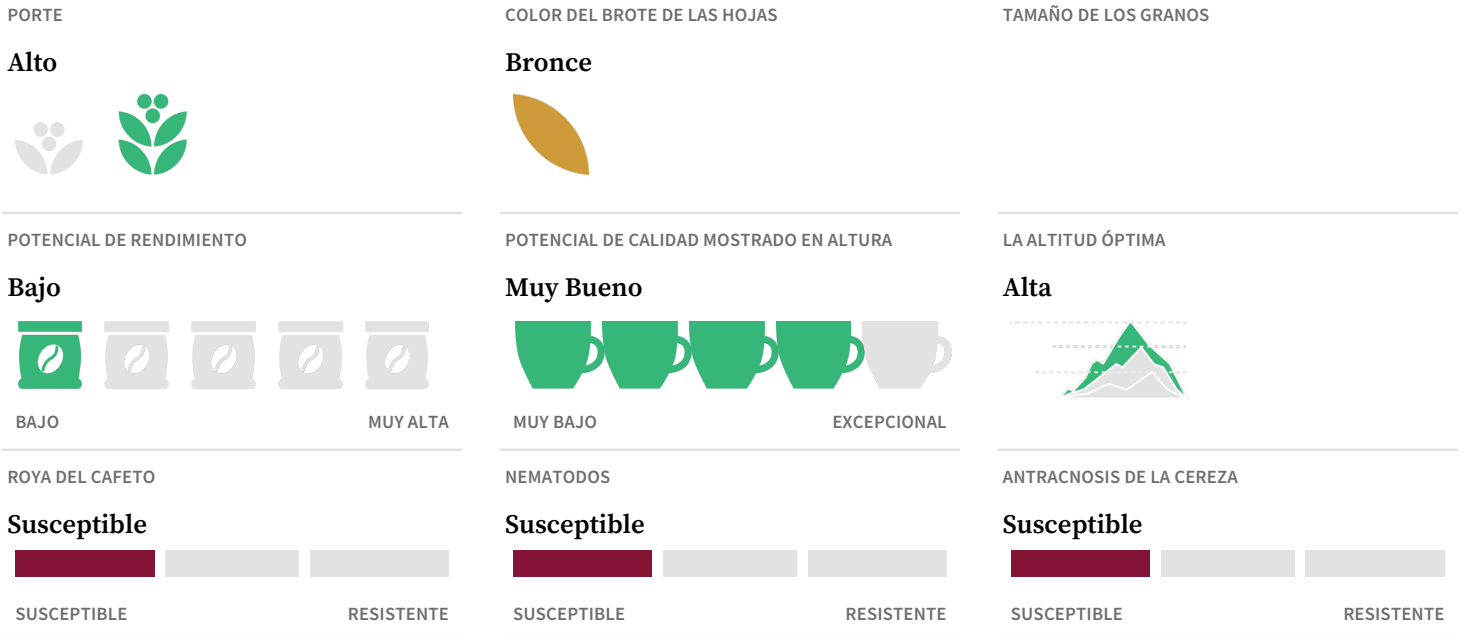 PORTE
Alto
COLOR DEL BROTE DE LAS HOJAS
Bronce
TAMAÑO DE LOS GRANOS
POTENCIAL DE RENDIMIENTO
Bajo
BAJO
MUY ALTA
POTENCIAL DE CALIDAD MOSTRADO EN ALTURA
Muy Bueno
MUY BAJO
EXCEPCIONAL
LA ALTITUD ÓPTIMA
Alta
ROYA DEL CAFETO
Susceptible
SUSCEPTIBLE
RESISTENTE
NEMATODOS
Susceptible
SUSCEPTIBLE
RESISTENTE
ANTRACNOSIS DE LA CEREZA
Susceptible
SUSCEPTIBLE
RESISTENTE